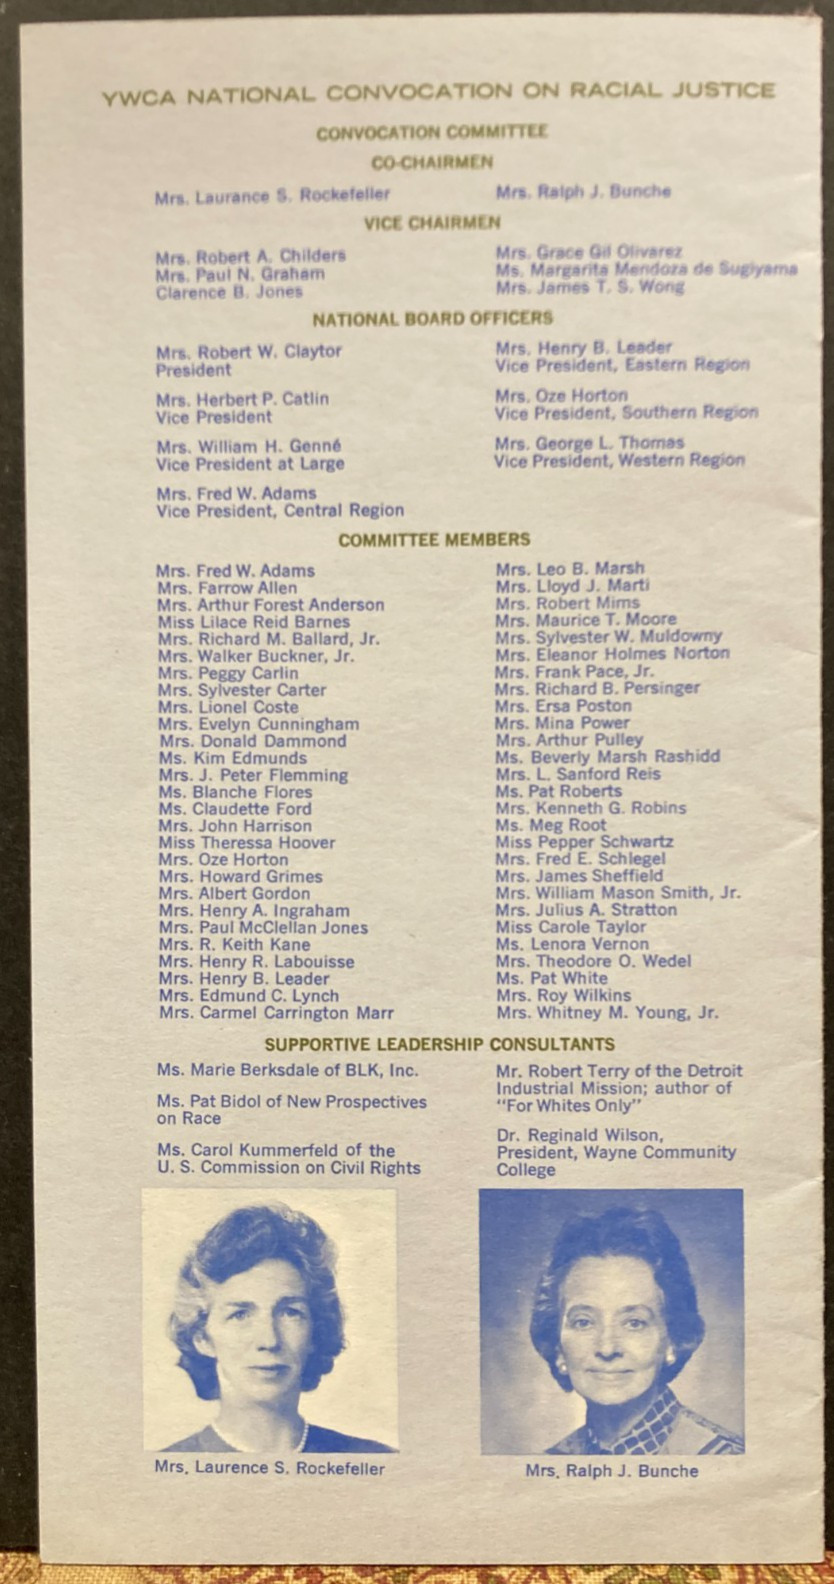 YWCA NATIONAL CONVOCATION ON RACIAL JUSTICE
CONVOCATION COMMITTEE
CO-CHAIRMEN
Mrs. Laurance S. Rockefeller
Mrs. Ralph J. Bunche
VICE CHAIRMEN
Mrs. Robert A. Childers
Mrs. Paul N. Graham
Clarence B. Jones
Mrs. Grace Gil Olivarez
Ms. Margarita Mendoza de Sugiyama
Mrs. James T. S. Wong
NATIONAL BOARD OFFICERS
Mrs. Robert W. Claytor
President
Mrs. Herbert P. Catlin
Vice President
Mrs. William H. Genné
Vice President at Large
Mrs. Fred W. Adams
Vice President, Central Region
Mrs. Henry B. Leader
Vice President, Eastern Region
Mrs. Oze Horton
Vice President, Southern Region
Mrs. George L. Thomas
Vice President, Western Region
COMMITTEE MEMBERS
Mrs. Fred W. Adams
Mrs. Farrow Allen
Mrs. Arthur Forest Anderson
Miss Lilace Reid Barnes
Mrs. Richard M. Ballard, Jr.
Mrs. Walker Buckner, Jr.
Mrs. Peggy Carlin
Mrs. Sylvester Carter
Mrs. Lionel Coste
Mrs. Evelyn Cunningham
Mrs. Donald Dammond
Ms. Kim Edmunds
Mrs. J. Peter Flemming
Ms. Blanche Flores
Ms. Claudette Ford
Mrs. John Harrison
Miss Theressa Hoover
Mrs. Oze Horton
Mrs. Howard Grimes
Mrs. Albert Gordon
Mrs. Henry A. Ingraham
Mrs. Paul McClellan Jones
Mrs. R. Keith Kane
Mrs. Henry R. Labouisse
Mrs. Henry B. Leader
Mrs. Edmund C. Lynch
Mrs. Carmel Carrington Marr
Mrs. Leo B. Marsh
Mrs. Lloyd J. Marti
Mrs. Robert Mims
Mrs. Maurice T. Moore
Mrs. Sylvester W. Muldowny
Mrs. Eleanor Holmes Norton
Mrs. Frank Pace, Jr.
Mrs. Richard B. Persinger
Mrs. Ersa Poston
Mrs. Mina Power
Mrs. Arthur Pulley
Ms. Beverly Marsh Rashidd
Mrs. L. Sanford Reis
Ms. Pat Roberts
Mrs. Kenneth G. Robins
Ms. Meg Root
Miss Pepper Schwartz
Mrs. Fred E. Schlegel
Mrs. James Sheffield
Mrs. William Mason Smith, Jr.
Mrs. Julius A. Stratton
Miss Carole Taylor
Ms. Lenora Vernon
Mrs. Theodore O. Wedel
Ms. Pat White
Mrs. Roy Wilkins
Mrs. Whitney M. Young, Jr.
SUPPORTIVE LEADERSHIP CONSULTANTS
Ms. Marie Berksdale of BLK, Inc.
Ms. Pat Bidol of New Prospectives
on Race
Ms. Carol Kummerfeld of the
U. S. Commission on Civil Rights
Mr. Robert Terry of the Detroit
Industrial Mission; author of
"For Whites Only"
Dr. Reginald Wilson,
President, Wayne Community
College
Mrs. Laurence S. Rockefeller
Mrs. Ralph J. Bunche